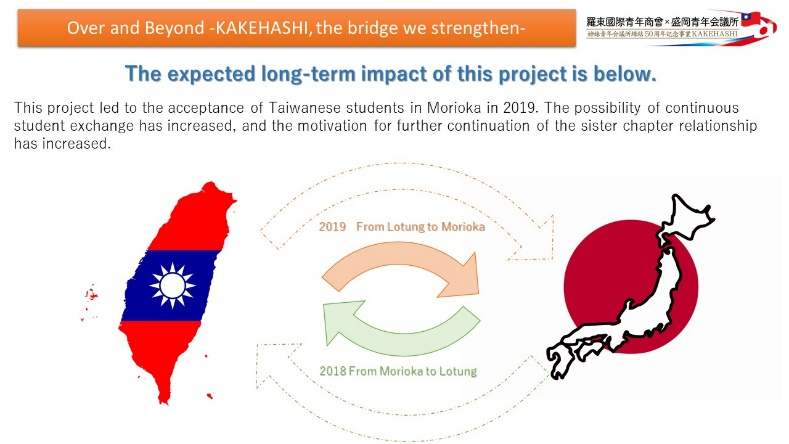 Over and Beyond -KAKEHASHI, the bridge we strengthen-
羅東國際青年商會×盛岡青年会議所
姉妹青年会議所締結50周年記念事業KAKEHASHI
The expected long-term impact of this project is below.
This project led to the acceptance of Taiwanese students in Morioka in 2019. The possibility of continuous
student exchange has increased, and the motivation for further continuation of the sister chapter relationship
has increased.
2019 From Lotung to Morioka
2018 From Morioka to Lotung